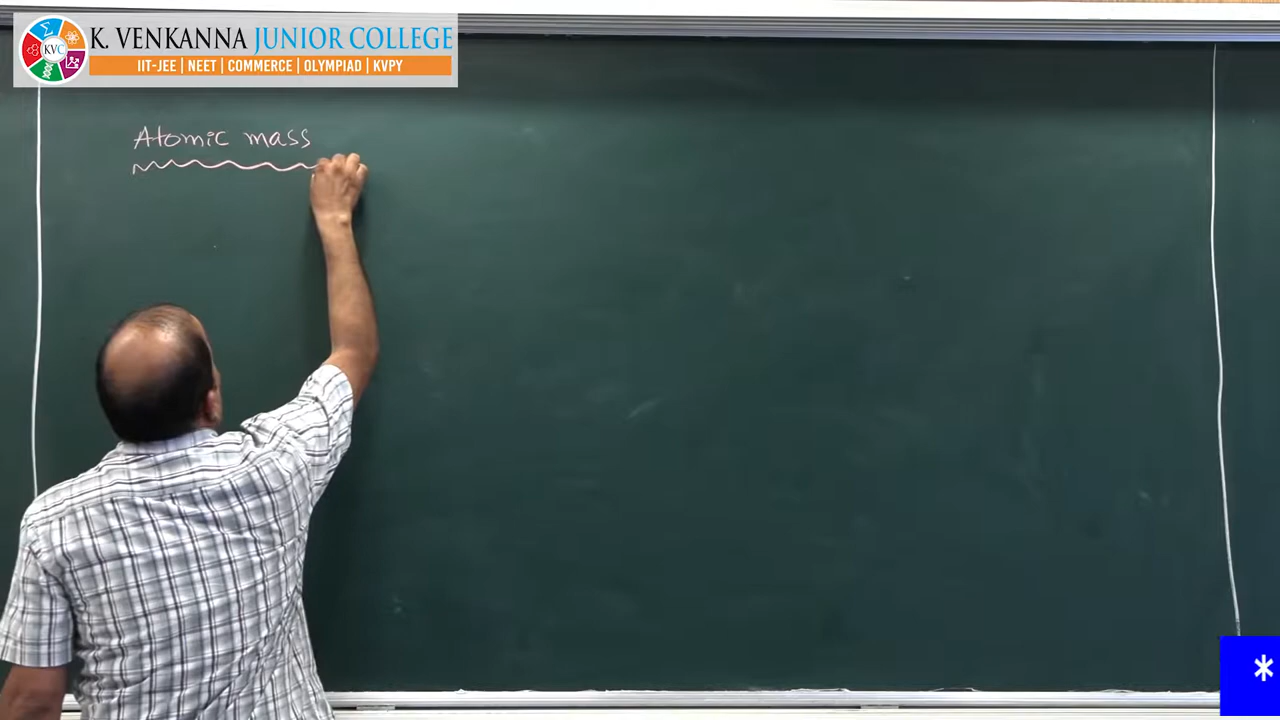 KVC
K. VENKANNA JUNIOR COLLEGE
IIT-JEE | NEET | COMMERCE | OLYMPIAD | KVPY
Atomic mass
*